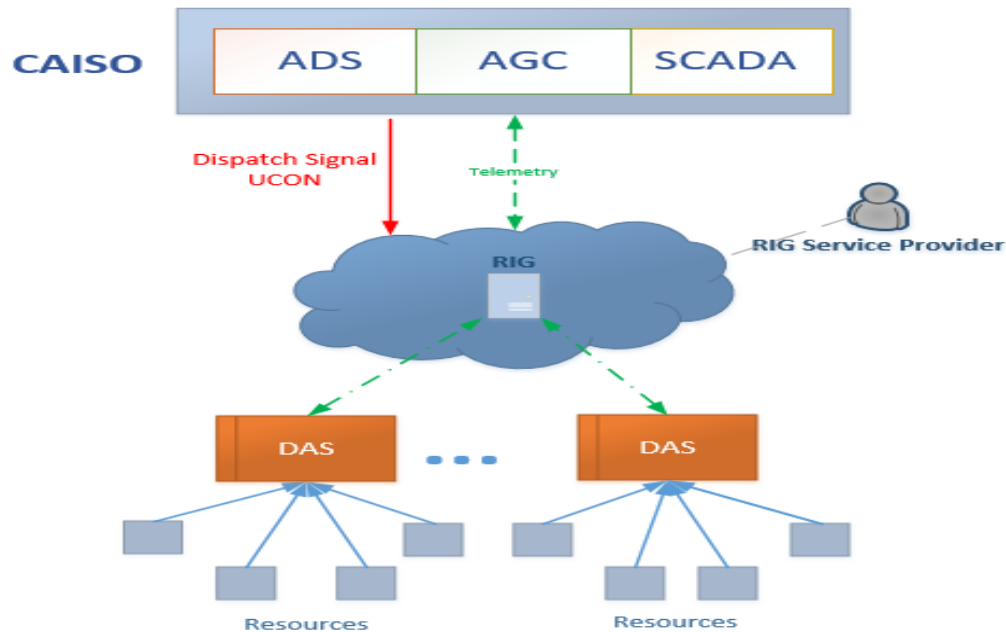 CAISO
ADS
AGC
SCADA
Dispatch Signal
UCON
Telemetry
RIG Service Provider
RIG
DAS
DAS
Resources
Resources